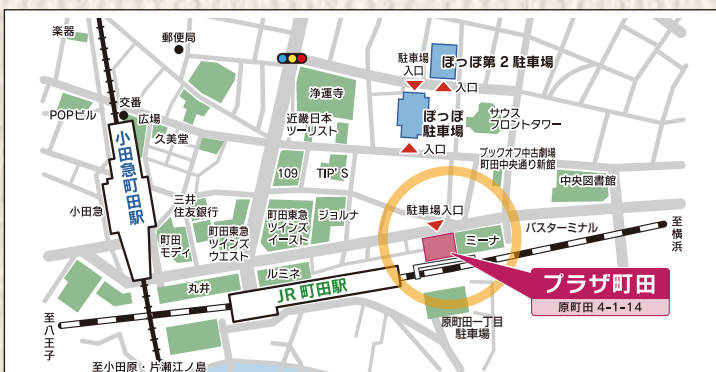 楽器
郵便局
POPビル
交番
広場
久美堂
小田急町田駅
小田急
三井
住友銀行
町田
モディ
町田東急
ツインズ
ウエスト
町田東急
ツインズ
イースト
109
TIP'S
ジョルナ
近畿日本
ツーリスト
浄運寺
駐車場
入口
ぽっぽ第2駐車場
入口
ぽっぽ
駐車場
入口
サウス
フロントタワー
ブックオフ中古劇場
町田中央通り新館
中央図書館
駐車場入口
ミーナ
バスターミナル
至横浜
丸井
ルミネ
JR町田駅
プラザ町田
原町田 4-1-14
原町田一丁目
駐車場
至八王子
至小田原・片瀬江ノ島